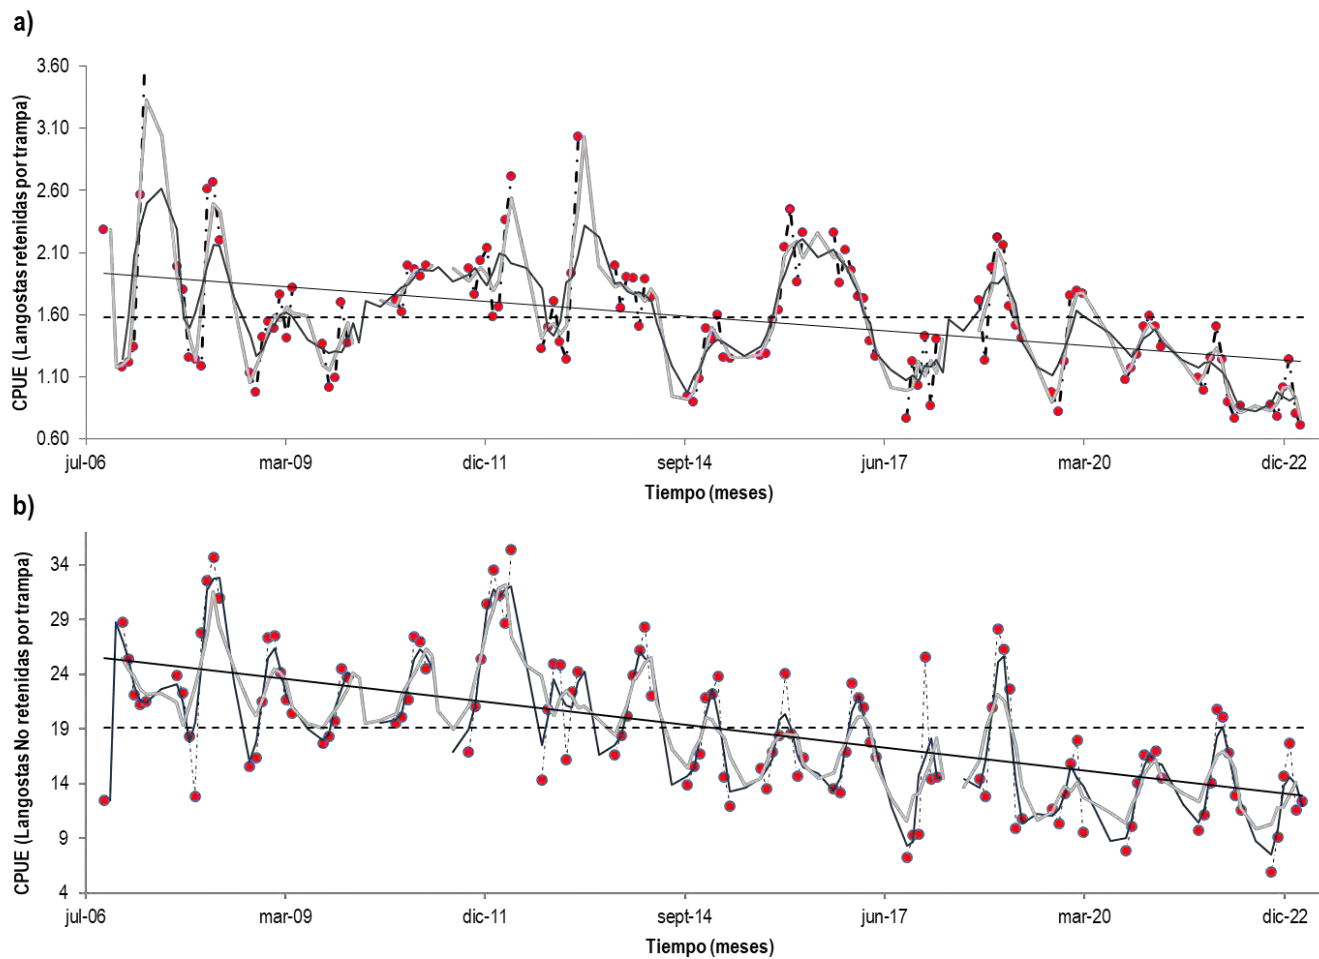 a)
CPUE (Langostas retenidas por trampa)
3.60
3.10
2.60
2.10
1.60
1.10
0.60
jul-06 mar-09 dic-11 sept-14 jun-17 mar-20 dic-22
Tiempo (meses)
b)
CPUE (Langostas No retenidas por trampa)
34
29
24
19
14
9
4
jul-06 mar-09 dic-11 sept-14 jun-17 mar-20 dic-22
Tiempo (meses)